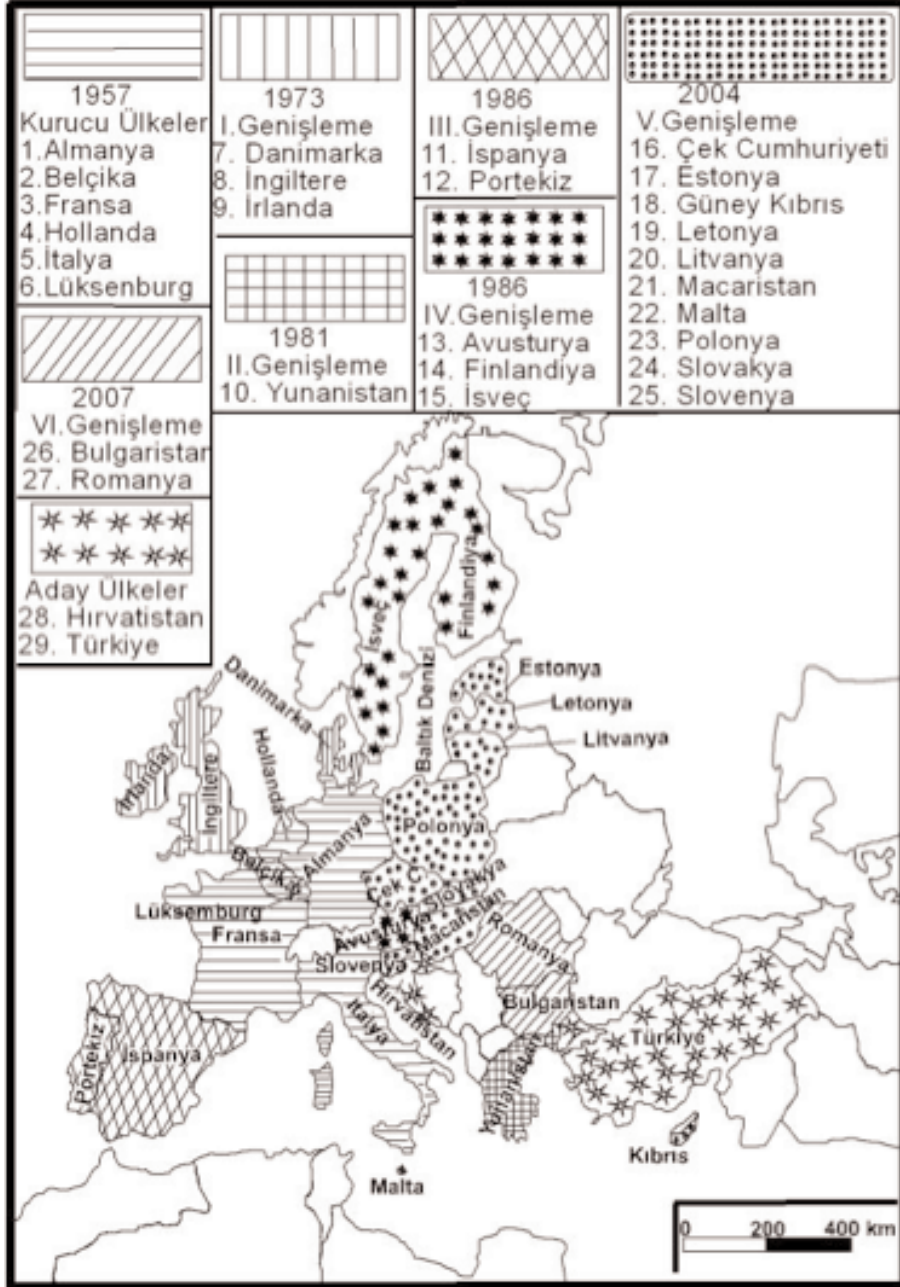 1957
Kurucu Ülkeler
1.Almanya
2.Belçika
3.Fransa
4.Hollanda
5.İtalya
6.Lüksenburg
1973
I.Genişleme
7. Danimarka
8. İngiltere
9. İrlanda
1986
III.Genişleme
11. İspanya
12. Portekiz
2004
V.Genişleme
16. Çek Cumhuriyeti
17. Estonya
18. Güney Kıbrıs
19. Letonya
20. Litvanya
21. Macaristan
22. Malta
23. Polonya
24. Slovakya
25. Slovenya
1981
II.Genişleme
10. Yunanistan
1986
IV.Genişleme
13. Avusturya
14. Finlandiya
15. İsveç
2007
VI.Genişleme
26. Bulgaristan
27. Romanya
Aday Ülkeler
28. Hırvatistan
29. Türkiye
İsveç
Finlandiya
Baltık Denizi
Estonya
Letonya
Litvanya
Danimarka
Hollanda
İrlanda
İngiltere
Almanya
Polonya
Belçika
Çek C.
Slovakya
Lüksemburg
Fransa
Avusturya
Macaristan
Slovenya
Romanya
Hırvatistan
Bulgaristan
İtalya
Portekiz
İspanya
Yunanistan
Türkiye
Kıbrıs
Malta
0 200 400 km